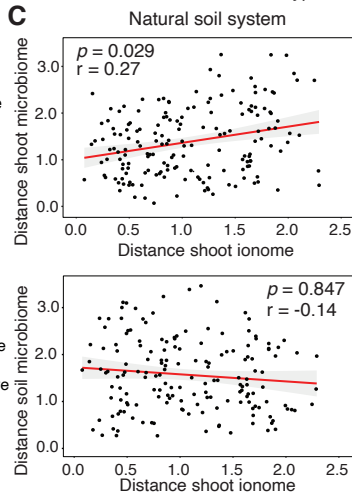 C
Natural soil system
p = 0.029
r = 0.27
Distance shoot microbiome
3.0
2.0
1.0
0.0
0.0 0.5 1.0 1.5 2.0 2.5
Distance shoot ionome
p = 0.847
r = -0.14
Distance soil microbiome
3.0
2.0
1.0
0.0
0.0 0.5 1.0 1.5 2.0 2.5
Distance shoot ionome